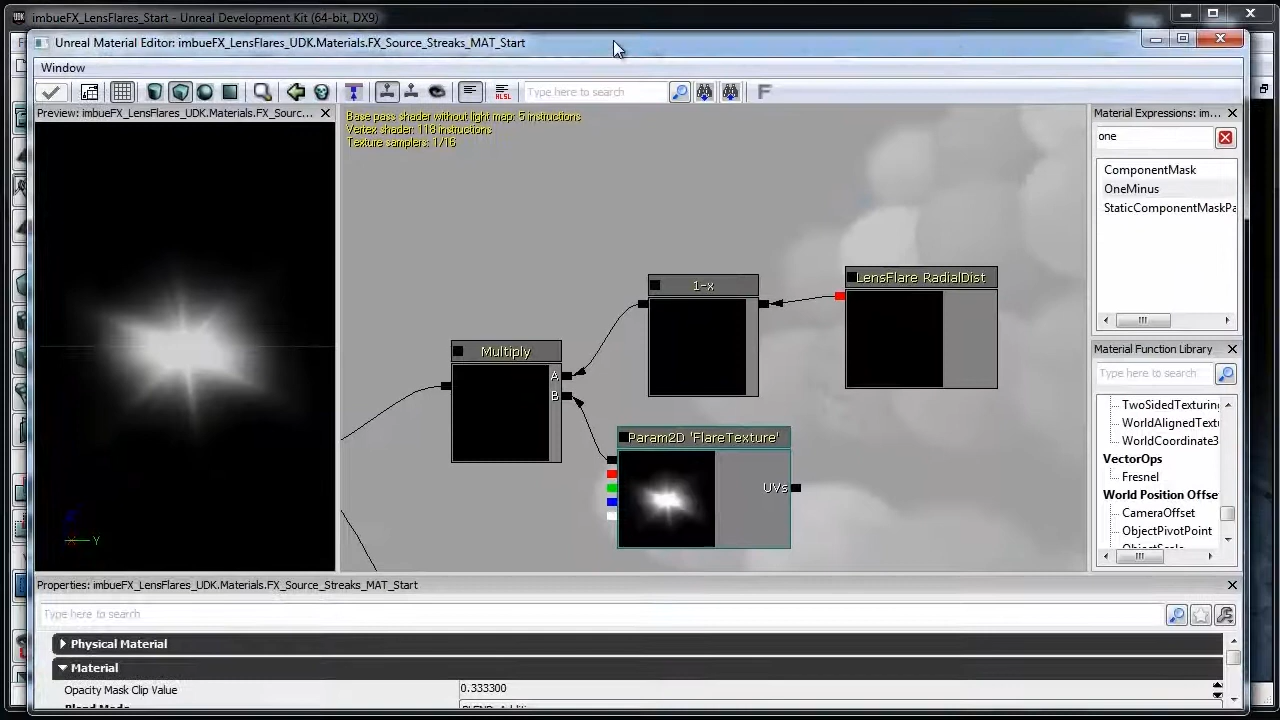 imbueFX_LensFlares_Start - Unreal Development Kit (64-bit, DX9)
Unreal Material Editor: imbueFX_LensFlares_UDK.Materials.FX_Source_Streaks_MAT_Start
Window
HLSL
Type here to search
F
Preview: imbueFX_LensFlares_UDK.Materials.FX_Sourc...
Base pass shader without light map: 5 instructions
Vertex shader: 118 instructions
Texture samplers: 1/16
Material Expressions: im...
one
ComponentMask
OneMinus
StaticComponentMaskPa
1-x
LensFlare RadialDist
Multiply
A
B
Param2D 'FlareTexture'
UVs
Y
Material Function Library
Type here to search
TwoSidedTexturing
WorldAlignedText
WorldCoordinate3
VectorOps
Fresnel
World Position Offse
CameraOffset
ObjectPivotPoint
Properties: imbueFX_LensFlares_UDK.Materials.FX_Source_Streaks_MAT_Start
Type here to search
Physical Material
Material
Opacity Mask Clip Value
0.333300